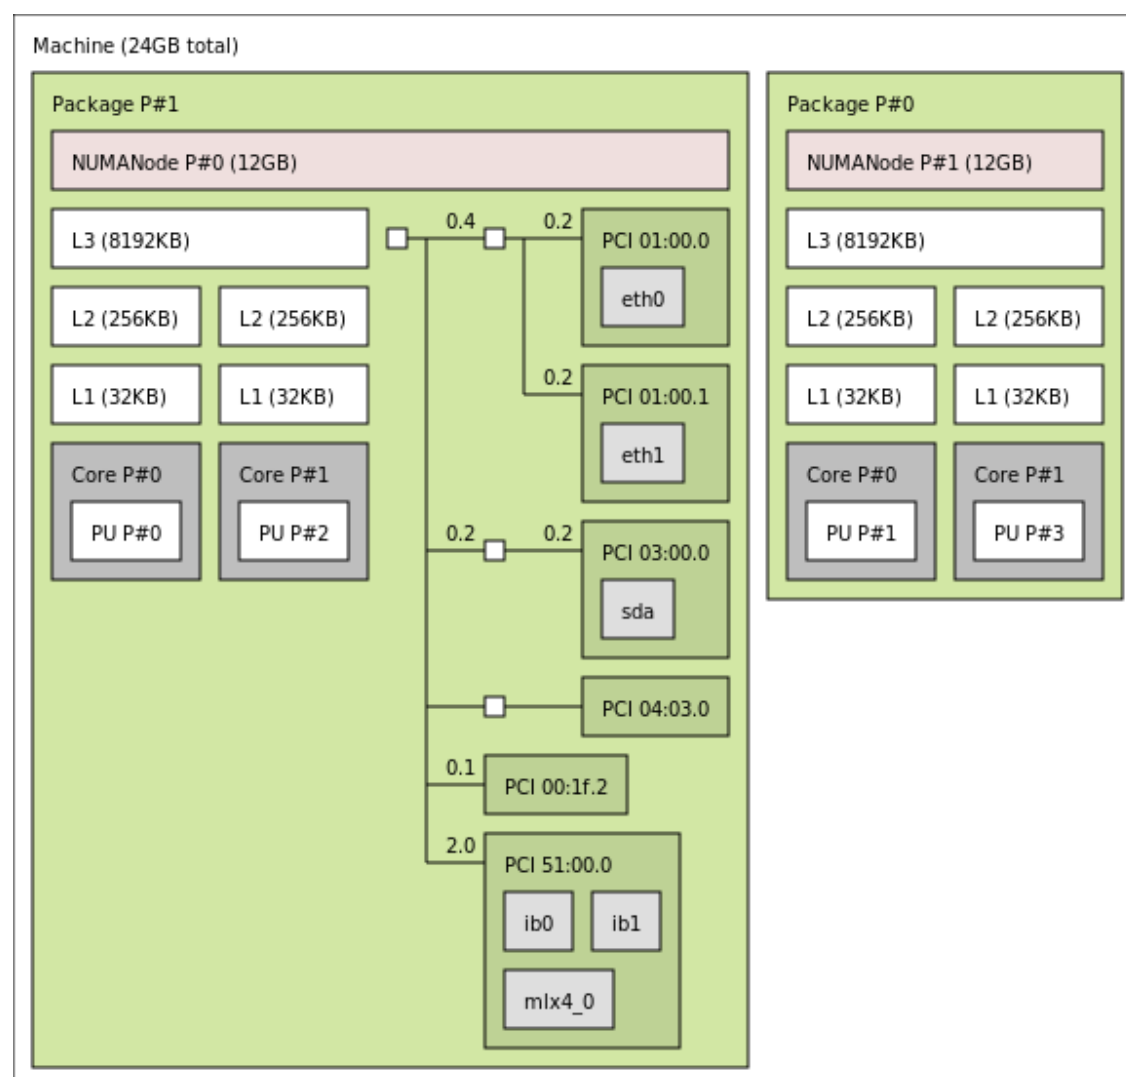 Machine (24GB total)
Package P#1
NUMANode P#0 (12GB)
L3 (8192KB)
L2 (256KB)
L2 (256KB)
L1 (32KB)
L1 (32KB)
Core P#0
PU P#0
Core P#1
PU P#2
0.4
0.2
PCI 01:00.0
eth0
0.2
PCI 01:00.1
eth1
0.2
0.2
PCI 03:00.0
sda
PCI 04:03.0
0.1
PCI 00:1f.2
2.0
PCI 51:00.0
ib0
ib1
mlx4_0
Package P#0
NUMANode P#1 (12GB)
L3 (8192KB)
L2 (256KB)
L2 (256KB)
L1 (32KB)
L1 (32KB)
Core P#0
PU P#1
Core P#1
PU P#3